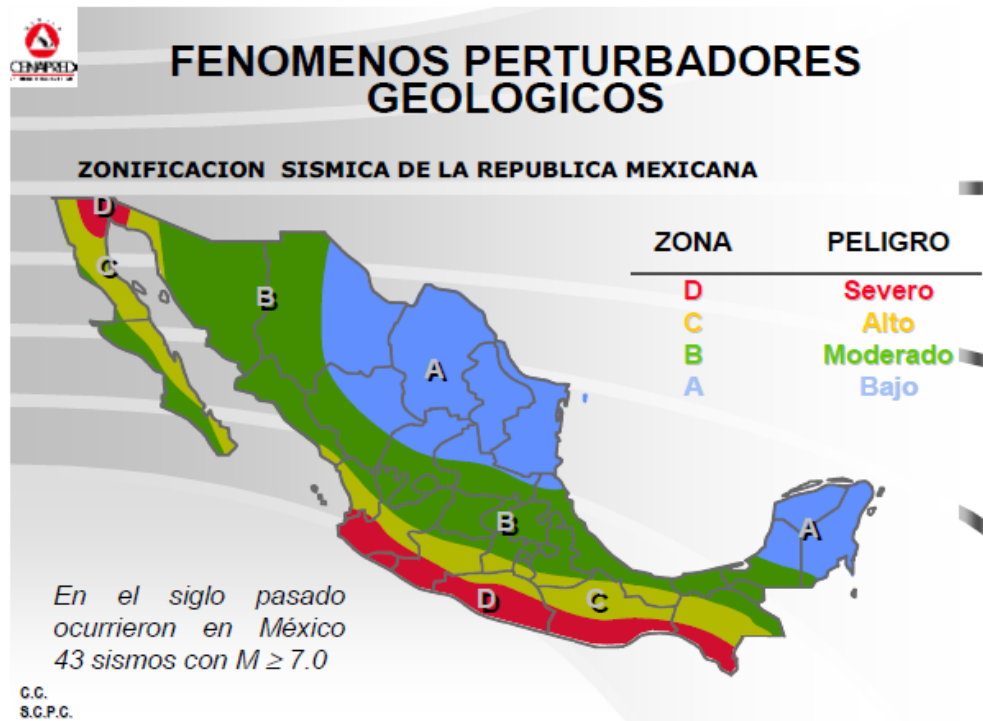 CENAPRED
FENOMENOS PERTURBADORES
GEOLOGICOS
ZONIFICACION SISMICA DE LA REPUBLICA MEXICANA
ZONA PELIGRO
D Severo
C Alto
B Moderado
A Bajo
D
C
B
A
B
A
D
C
En el siglo pasado
ocurrieron en México
43 sismos con M ≥ 7.0
C.C.
S.C.P.C.